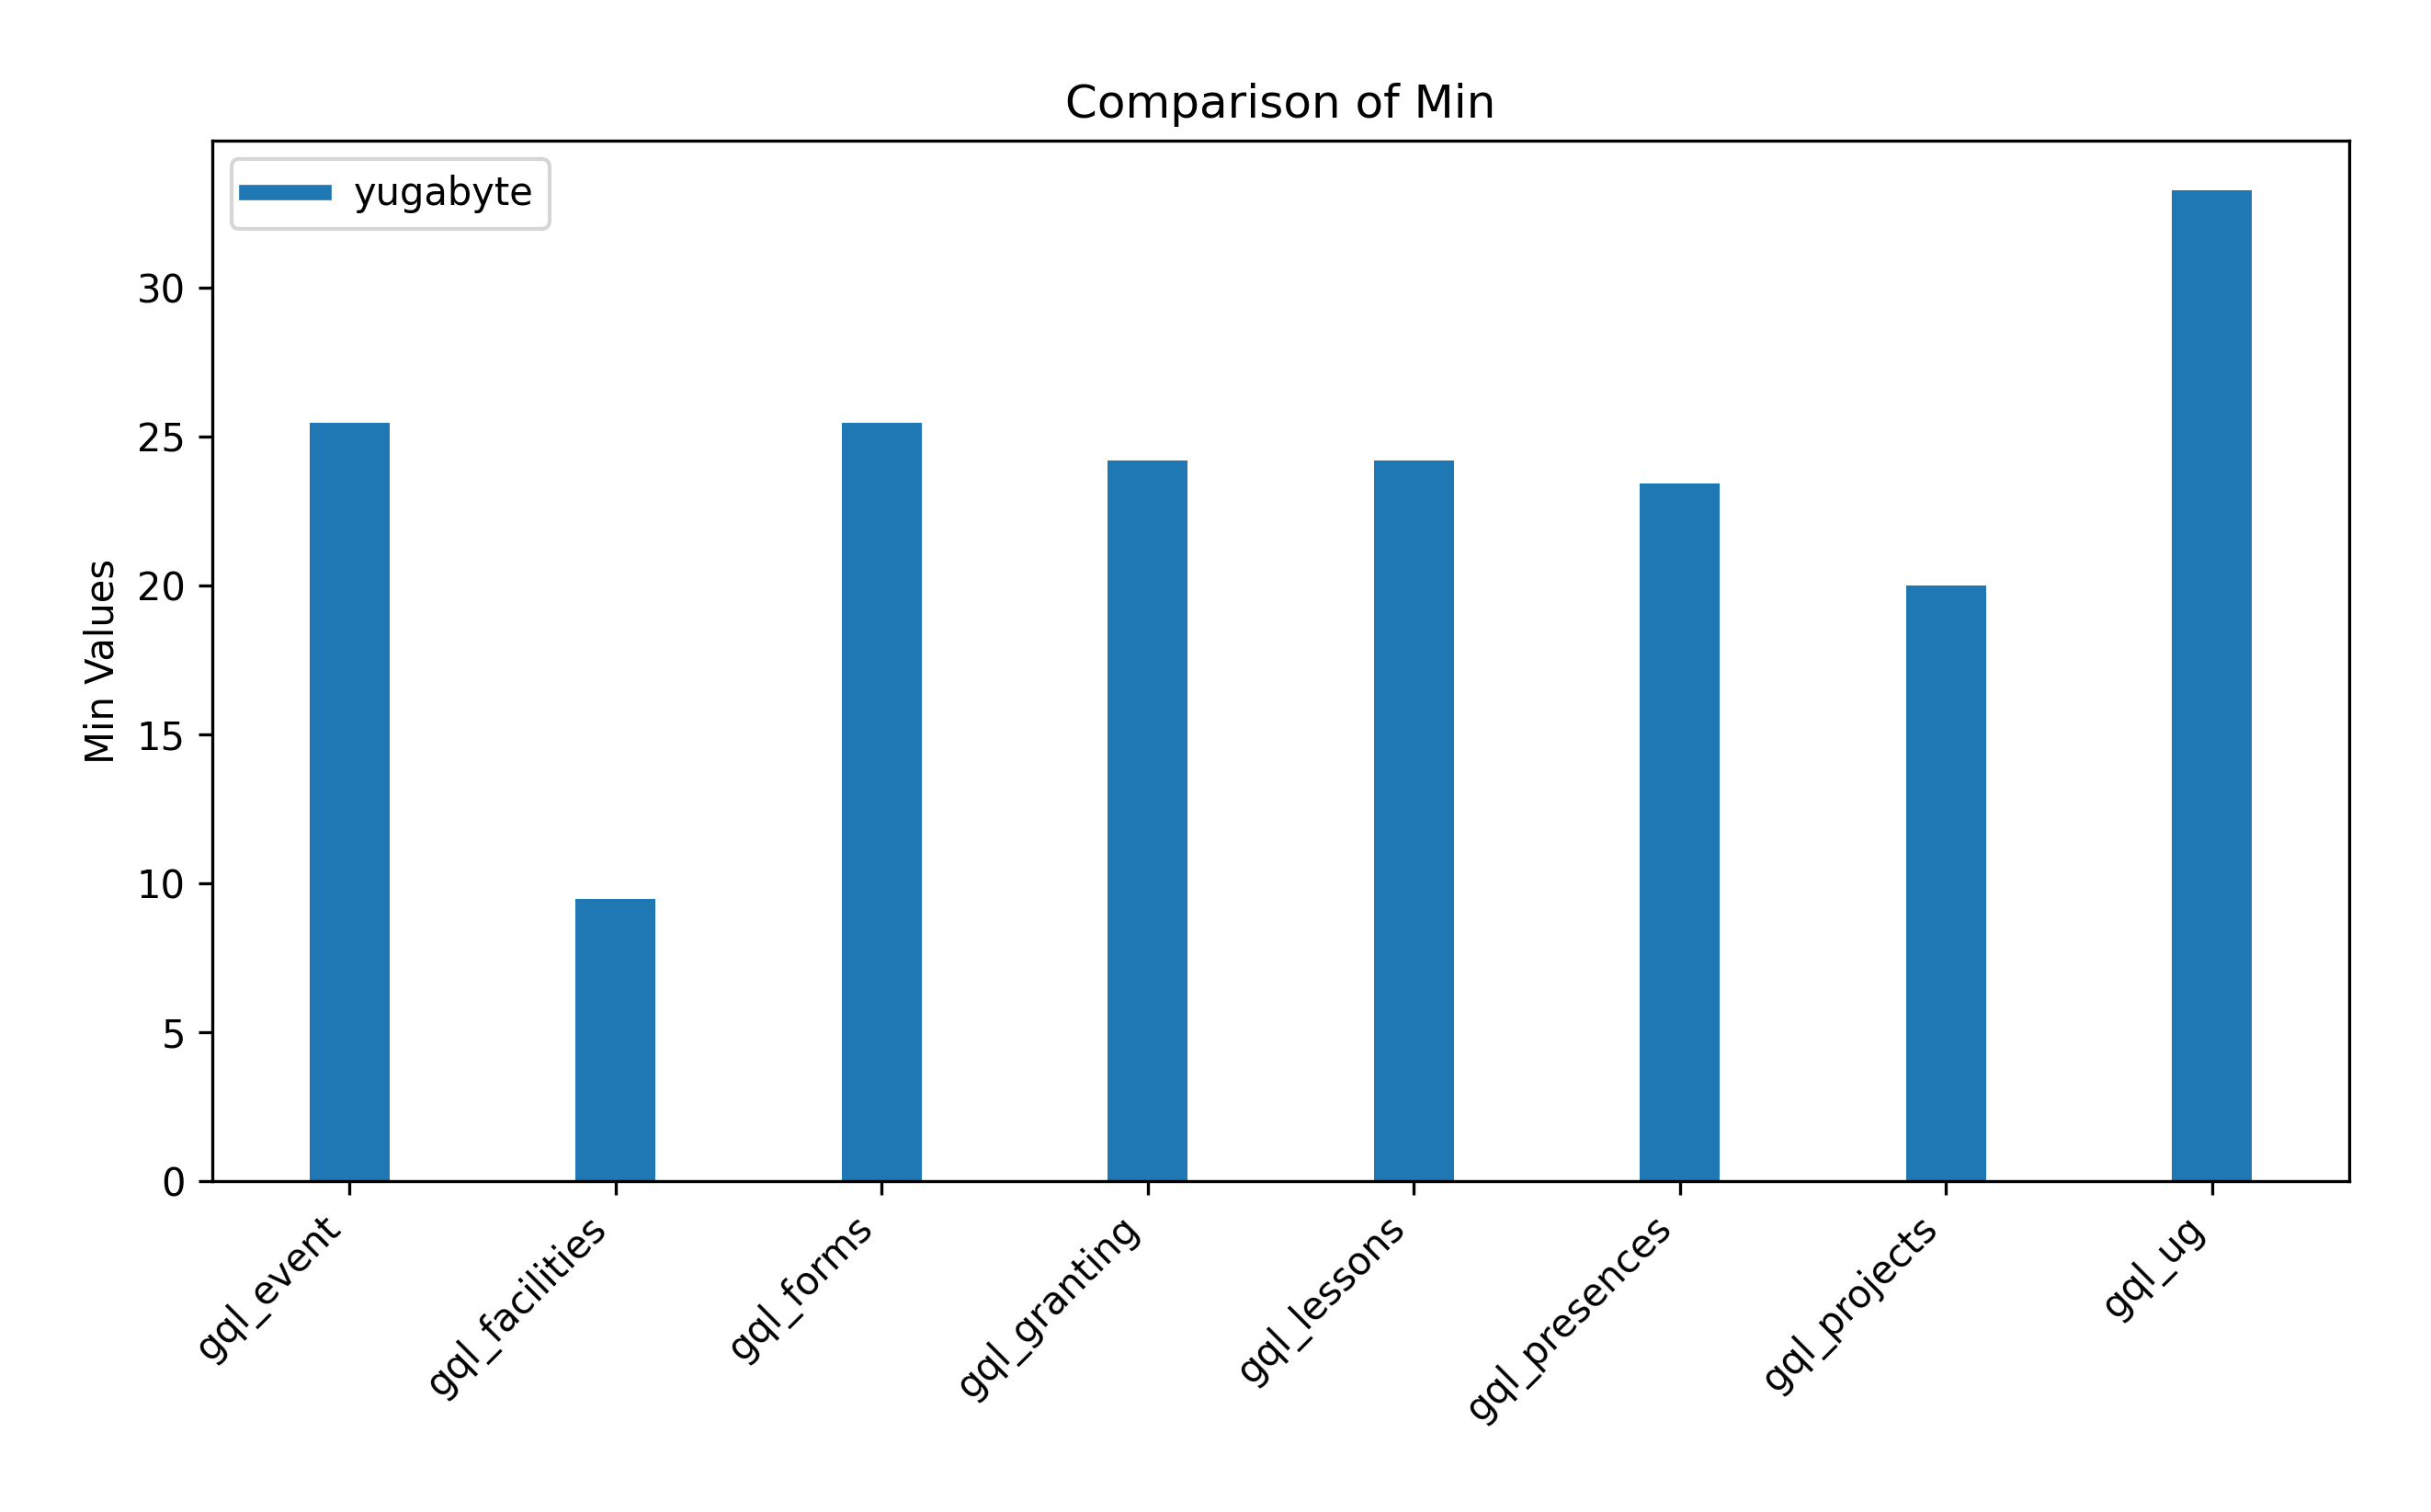 Comparison of Min
yugabyte
Min Values
30
25
20
15
10
5
0
gql_event
gql_facilities
gql_forms
gql_granting
gql_lessons
gql_presences
gql_projects
gql_ug